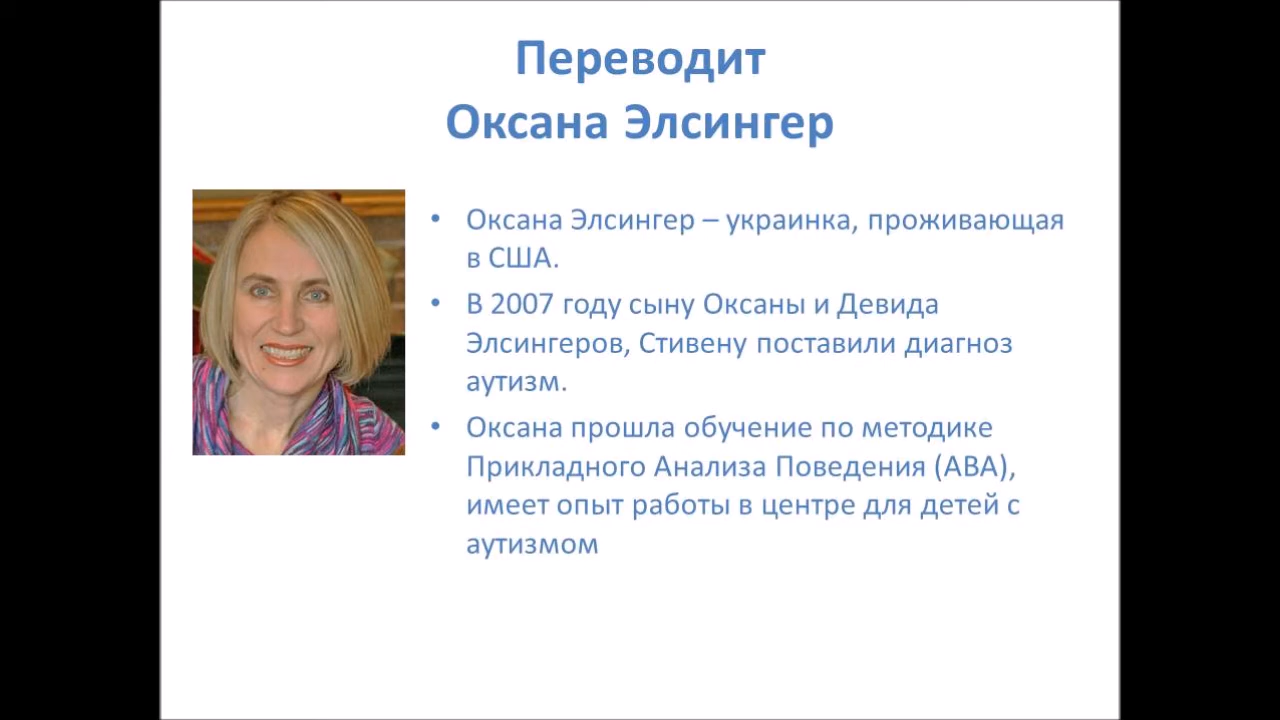 Переводит
Оксана Элсингер
• Оксана Элсингер – украинка, проживающая
в США.
• В 2007 году сыну Оксаны и Девида
Элсингеров, Стивену поставили диагноз
аутизм.
• Оксана прошла обучение по методике
Прикладного Анализа Поведения (АВА),
имеет опыт работы в центре для детей с
аутизмом